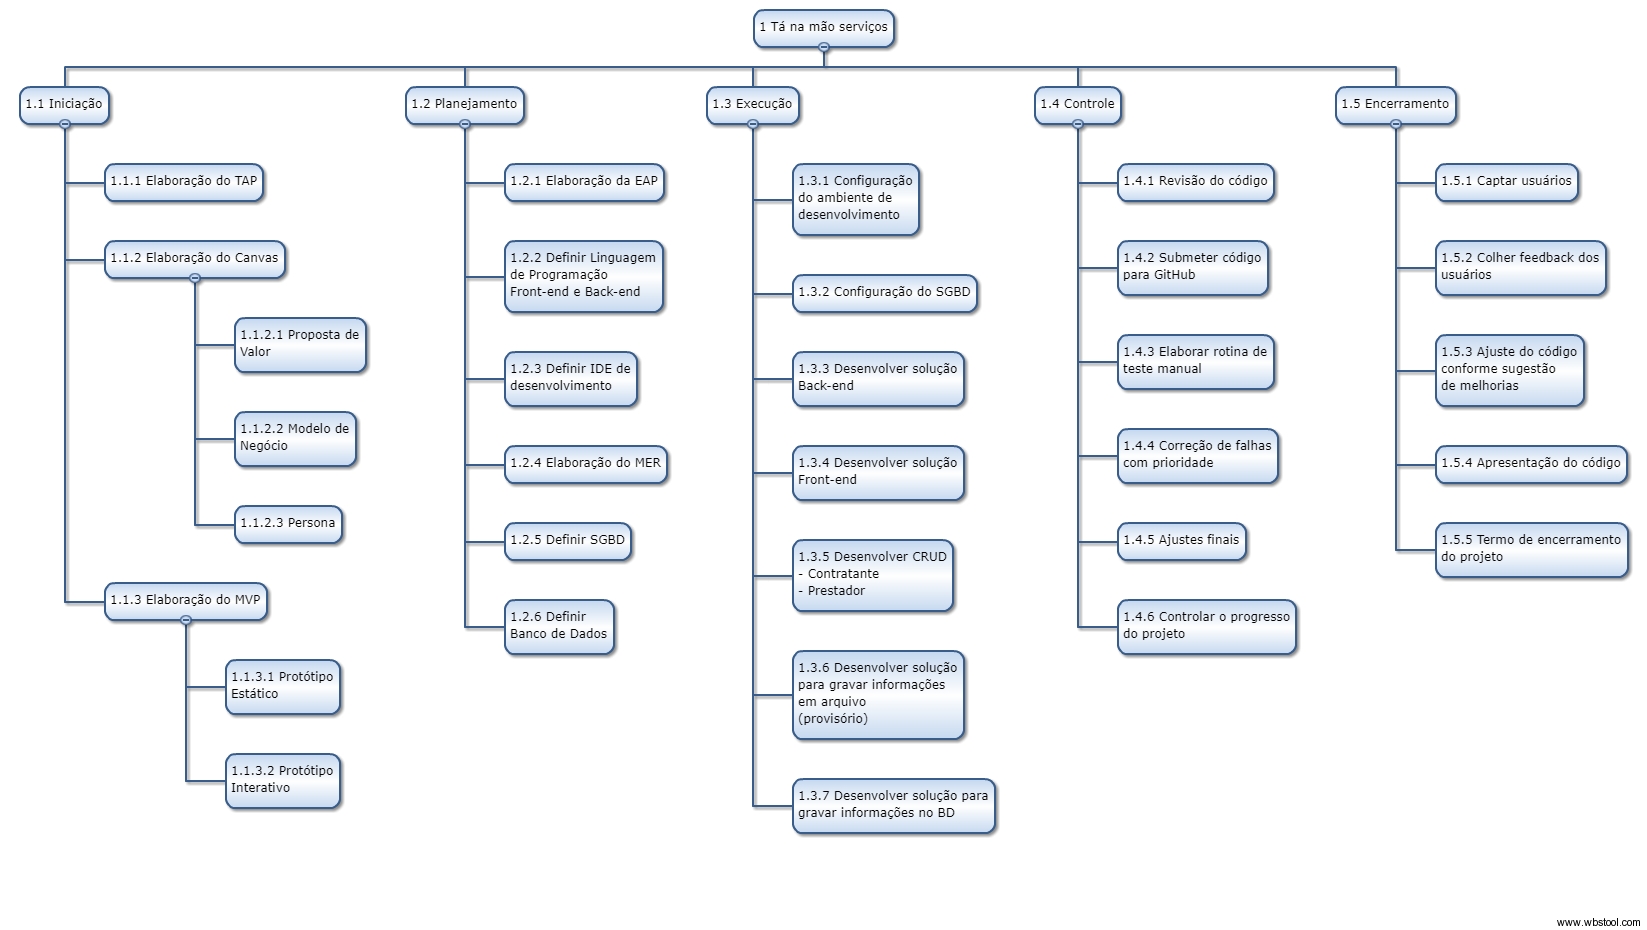 1 Tá na mão serviços
1.1 Iniciação
1.1.1 Elaboração do TAP
1.1.2 Elaboração do Canvas
1.1.2.1 Proposta de
Valor
1.1.2.2 Modelo de
Negócio
1.1.2.3 Persona
1.1.3 Elaboração do MVP
1.1.3.1 Protótipo
Estático
1.1.3.2 Protótipo
Interativo
1.2 Planejamento
1.2.1 Elaboração da EAP
1.2.2 Definir Linguagem
de Programação
Front-end e Back-end
1.2.3 Definir IDE de
desenvolvimento
1.2.4 Elaboração do MER
1.2.5 Definir SGBD
1.2.6 Definir
Banco de Dados
1.3 Execução
1.3.1 Configuração
do ambiente de
desenvolvimento
1.3.2 Configuração do SGBD
1.3.3 Desenvolver solução
Back-end
1.3.4 Desenvolver solução
Front-end
1.3.5 Desenvolver CRUD
- Contratante
- Prestador
1.3.6 Desenvolver solução
para gravar informações
em arquivo
(provisório)
1.3.7 Desenvolver solução para
gravar informações no BD
1.4 Controle
1.4.1 Revisão do código
1.4.2 Submeter código
para GitHub
1.4.3 Elaborar rotina de
teste manual
1.4.4 Correção de falhas
com prioridade
1.4.5 Ajustes finais
1.4.6 Controlar o progresso
do projeto
1.5 Encerramento
1.5.1 Captar usuários
1.5.2 Colher feedback dos
usuários
1.5.3 Ajuste do código
conforme sugestão
de melhorias
1.5.4 Apresentação do código
1.5.5 Termo de encerramento
do projeto
www.wbstool.com